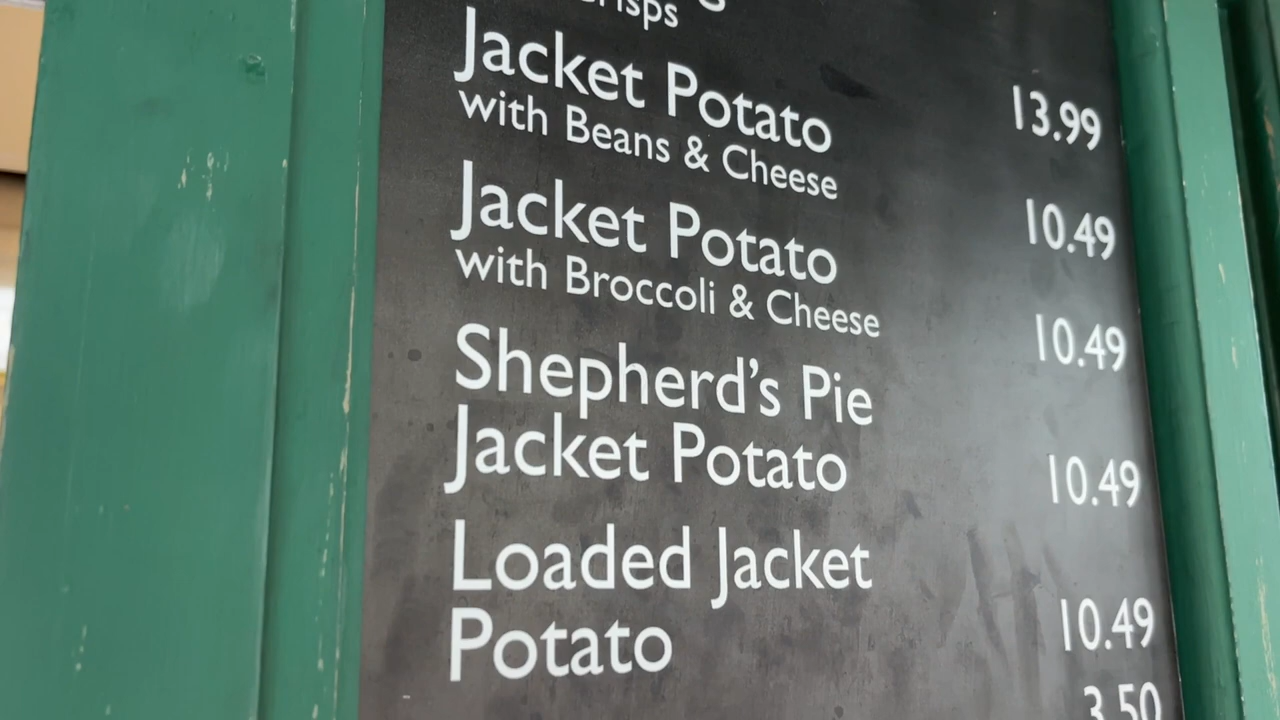 13.99
Jacket Potato
with Beans & Cheese 10.49
Jacket Potato
with Broccoli & Cheese 10.49
Shepherd's Pie
Jacket Potato 10.49
Loaded Jacket
Potato 10.49
3.50